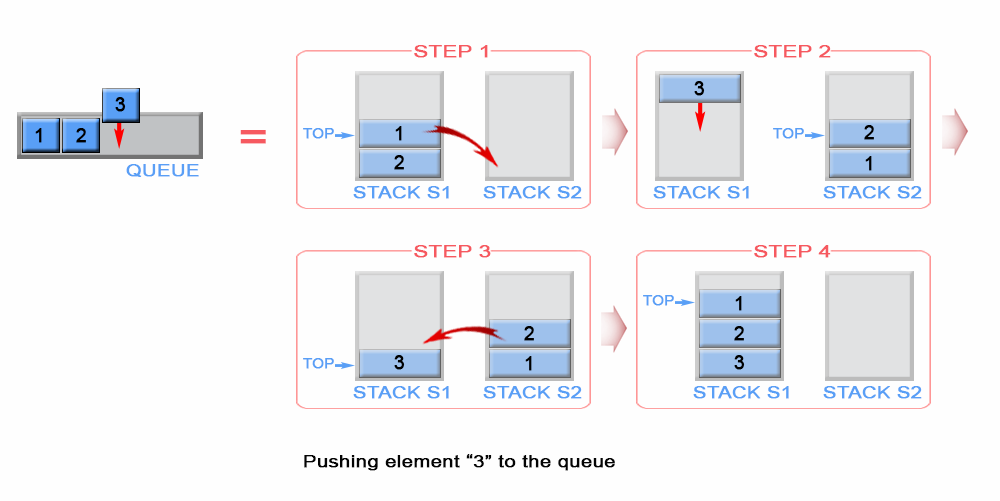 STEP 1
STEP 2
3
1 2
QUEUE
=
TOP
1
2
STACK S1
STACK S2
3
TOP
2
1
STACK S1
STACK S2
STEP 3
STEP 4
TOP
3
2
1
STACK S1
STACK S2
TOP
1
2
3
STACK S1
STACK S2
Pushing element “3” to the queue